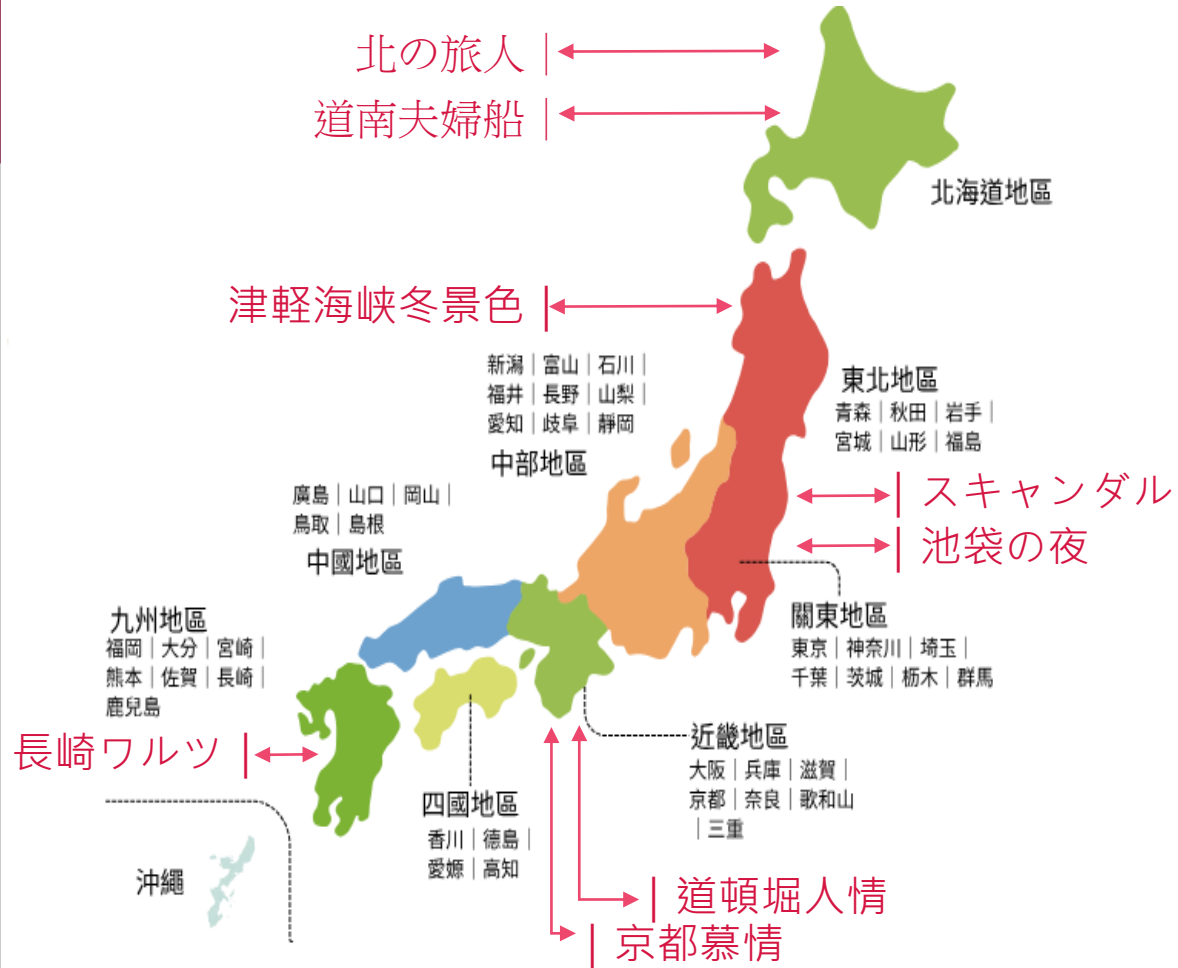 北の旅人｜
道南夫婦船｜
北海道地區
津軽海峡冬景色｜
新潟｜富山｜石川｜
福井｜長野｜山梨｜
愛知｜歧阜｜靜岡
中部地區
東北地區
青森｜秋田｜岩手｜
宮城｜山形｜福島
｜スキャンダル
｜池袋の夜
廣島｜山口｜岡山｜
鳥取｜島根
中國地區
關東地區
東京｜神奈川｜埼玉｜
千葉｜茨城｜栃木｜群馬
九州地區
福岡｜大分｜宮崎｜
熊本｜佐賀｜長崎｜
鹿兒島
長崎ワルツ｜
近畿地區
大阪｜兵庫｜滋賀｜
京都｜奈良｜歌和山
｜三重
四國地區
香川｜德島｜
愛媛｜高知
沖繩
｜道頓堀人情
｜京都慕情